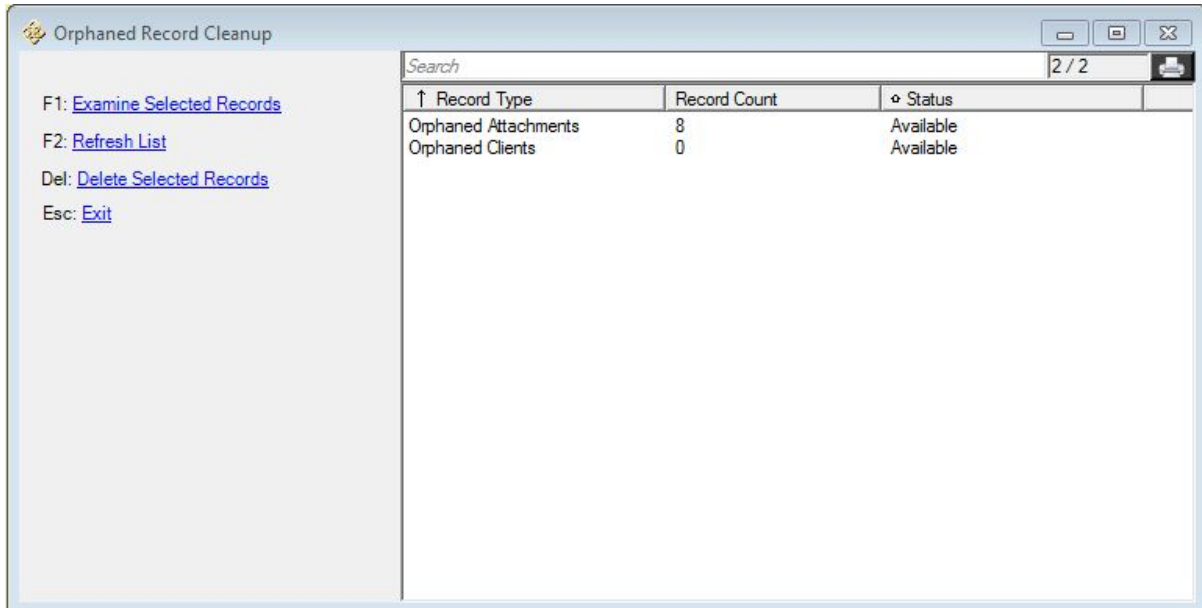 Orphaned Record Cleanup
Search 2 / 2
F1: Examine Selected Records
F2: Refresh List
Del: Delete Selected Records
Esc: Exit
↑ Record Type Record Count Status
Orphaned Attachments 8 Available
Orphaned Clients 0 Available